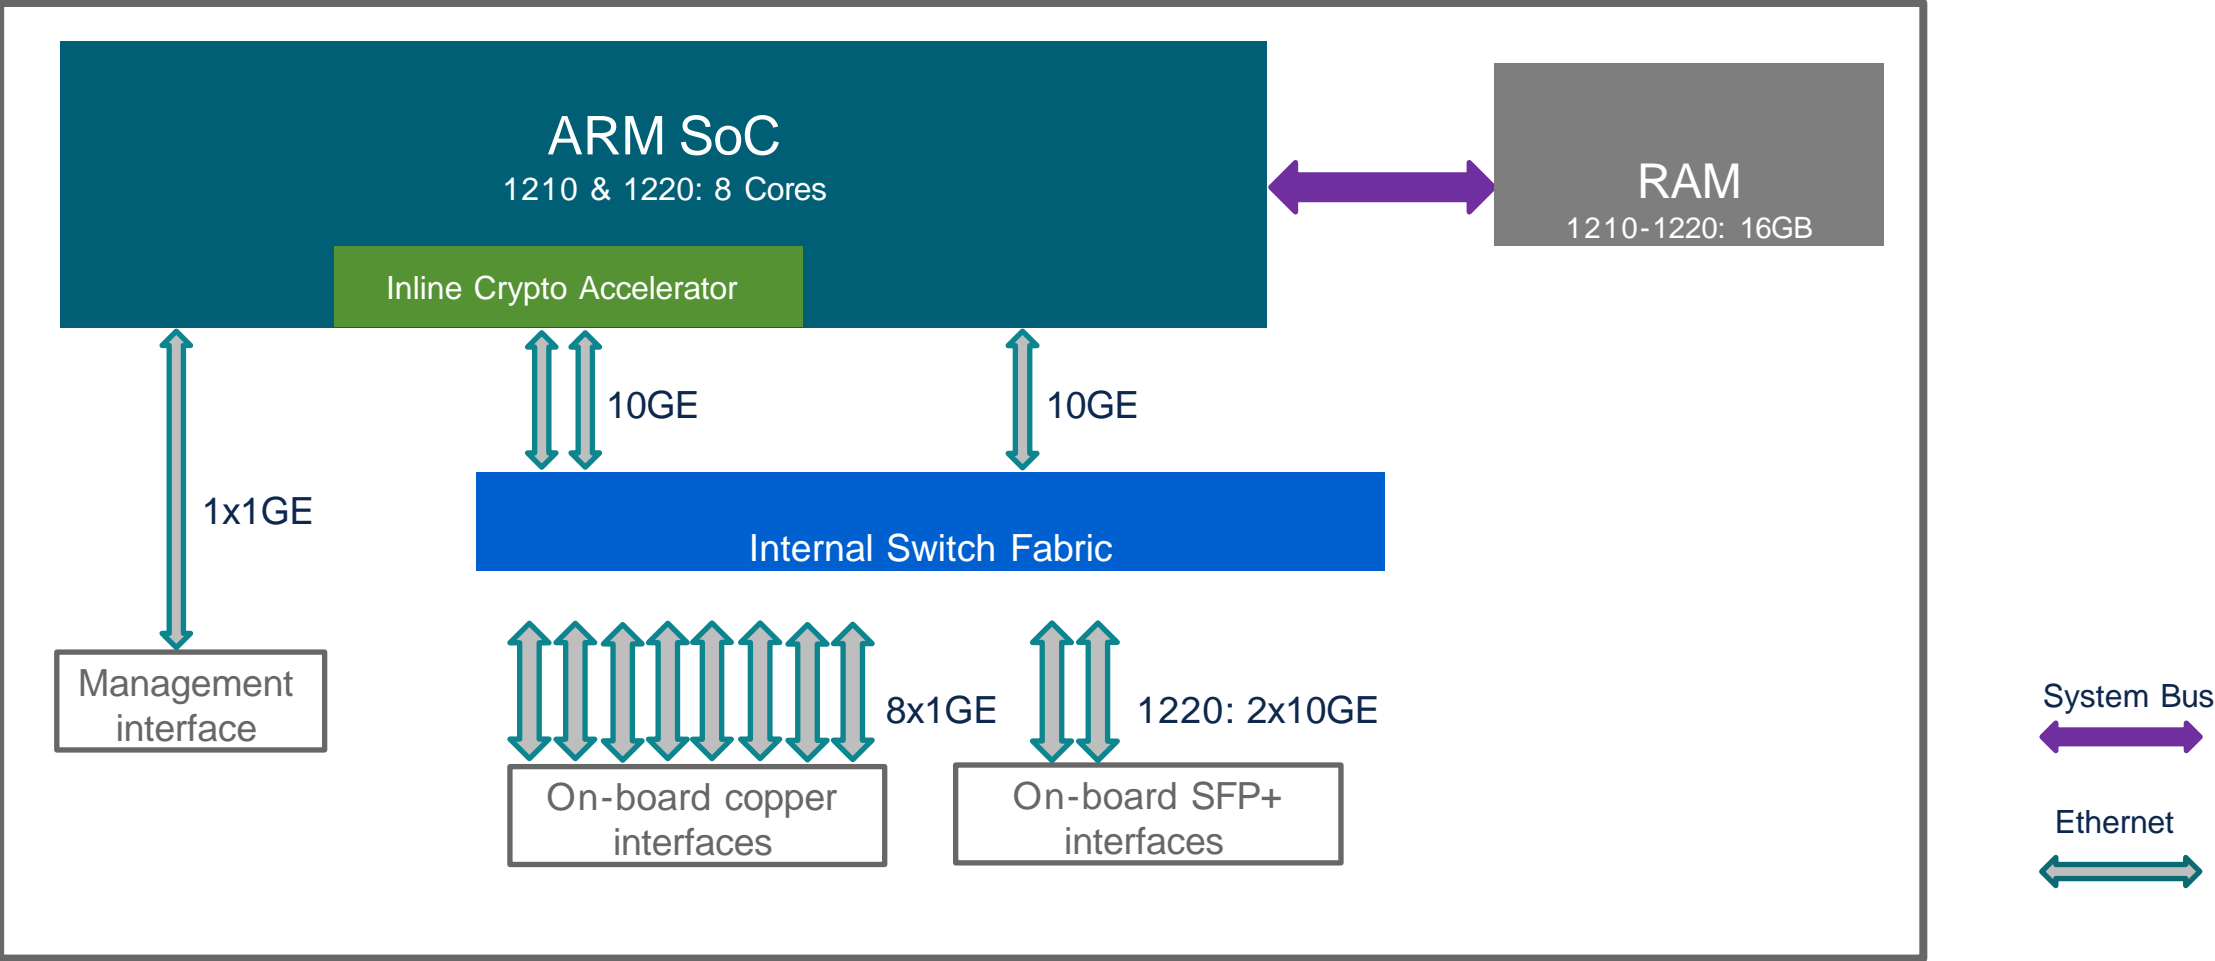 ARM SoC
1210 & 1220: 8 Cores
Inline Crypto Accelerator
RAM
1210-1220: 16GB
10GE
10GE
1x1GE
Internal Switch Fabric
Management
interface
8x1GE
1220: 2x10GE
On-board copper
interfaces
On-board SFP+
interfaces
System Bus
Ethernet